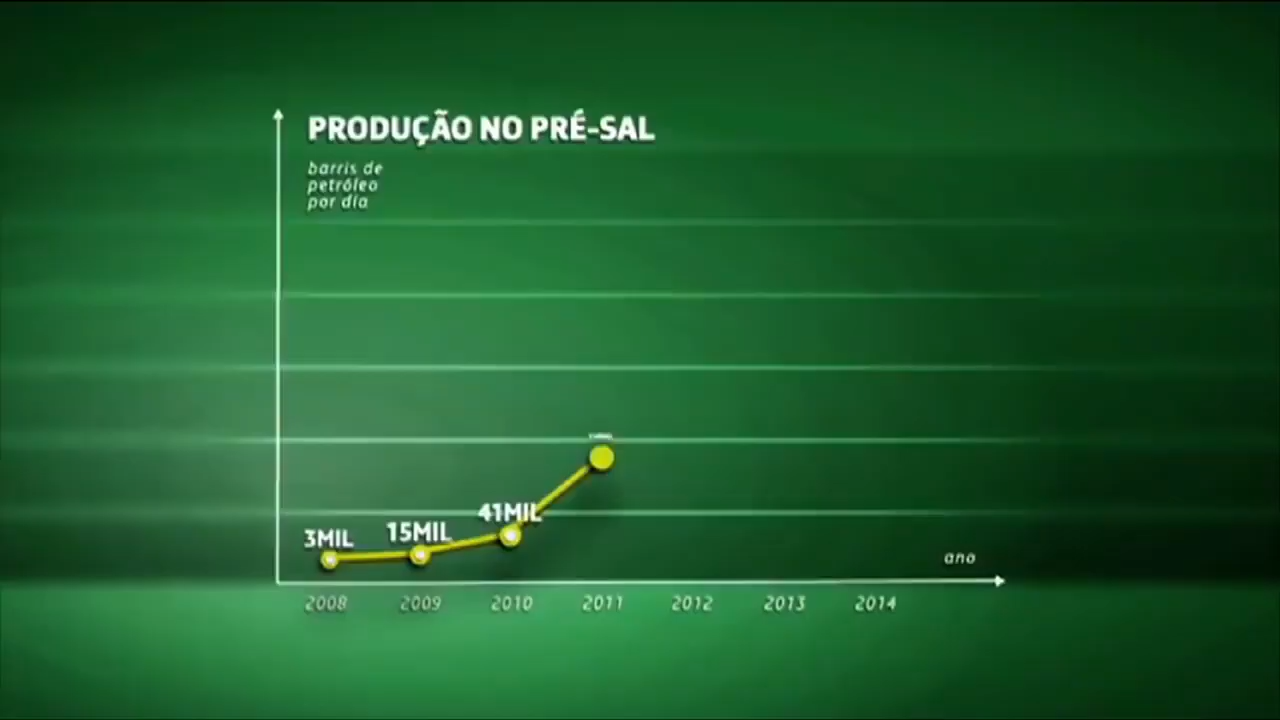 PRODUÇÃO NO PRÉ-SAL
barris de
petróleo
por dia
41MIL
15MIL
3MIL
ano
2008 2009 2010 2011 2012 2013 2014